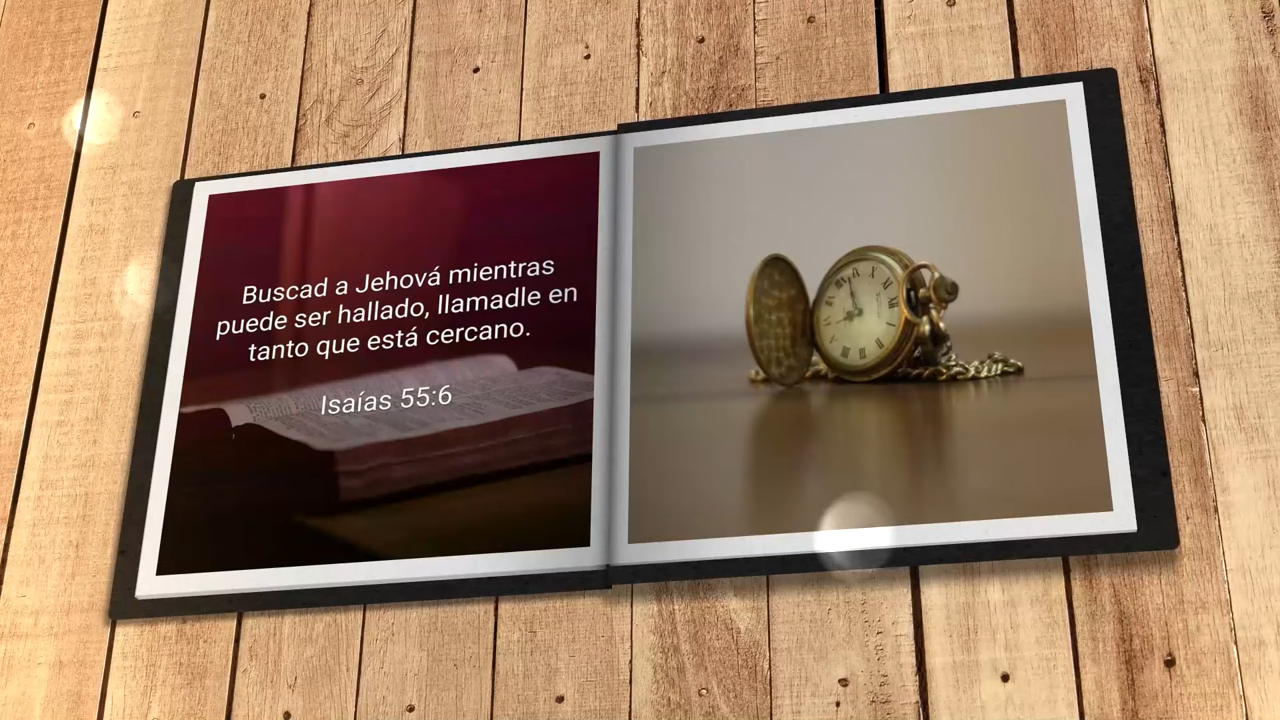 Buscad a Jehová mientras
puede ser hallado, llamadle en
tanto que está cercano.
Isaías 55:6